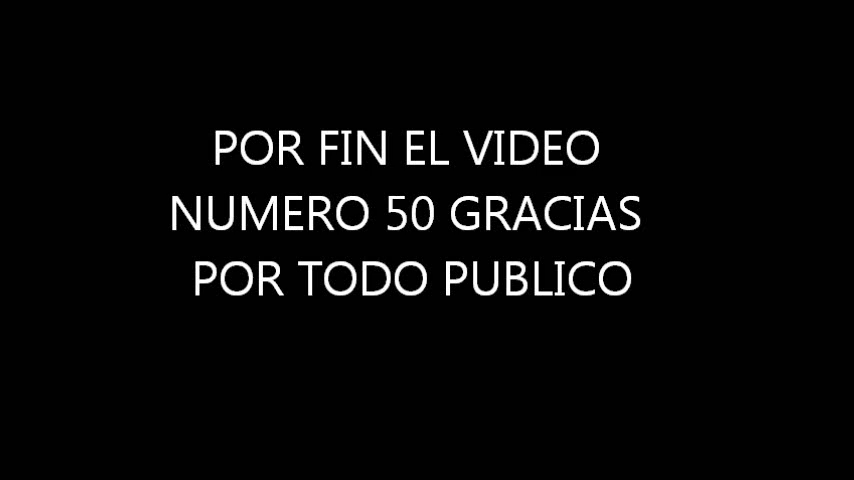 POR FIN EL VIDEO
NUMERO 50 GRACIAS
POR TODO PUBLICO